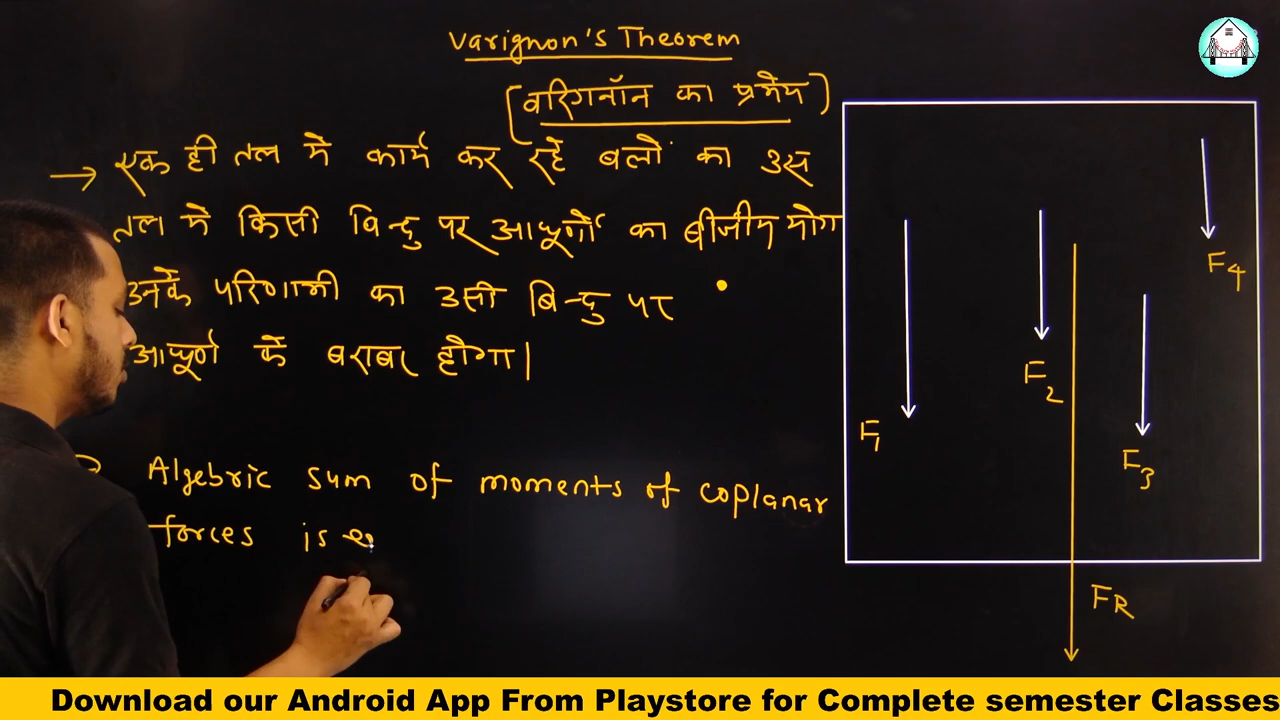 Varignon's Theorem
(वरिगनॉन का प्रमेय)
→ एक ही तल मे कार्य कर रहे बलों का उस
तल मे किसी विन्दु पर आघूर्णों का बीजीय योग
उनके परिणामी का उसी बिन्दु पर
आघूर्ण के बराबर होगा।
Algebric sum of moments of coplanar
forces is e
F1
F2
F3
F4
FR
Download our Android App From Playstore for Complete semester Classes